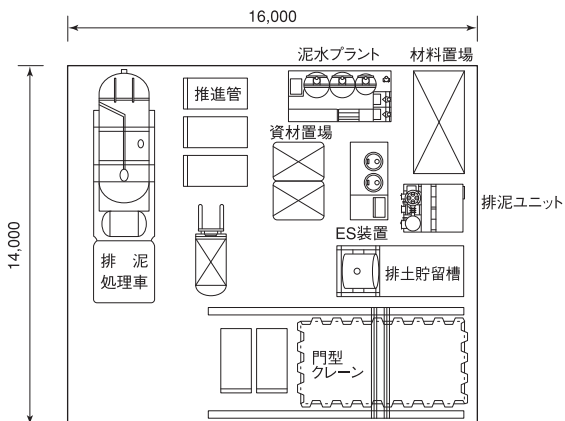 16,000
泥水プラント
材料置場
推進管
資材置場
排泥ユニット
14,000
ES装置
排 泥
処理車
排土貯留槽
門型
クレーン